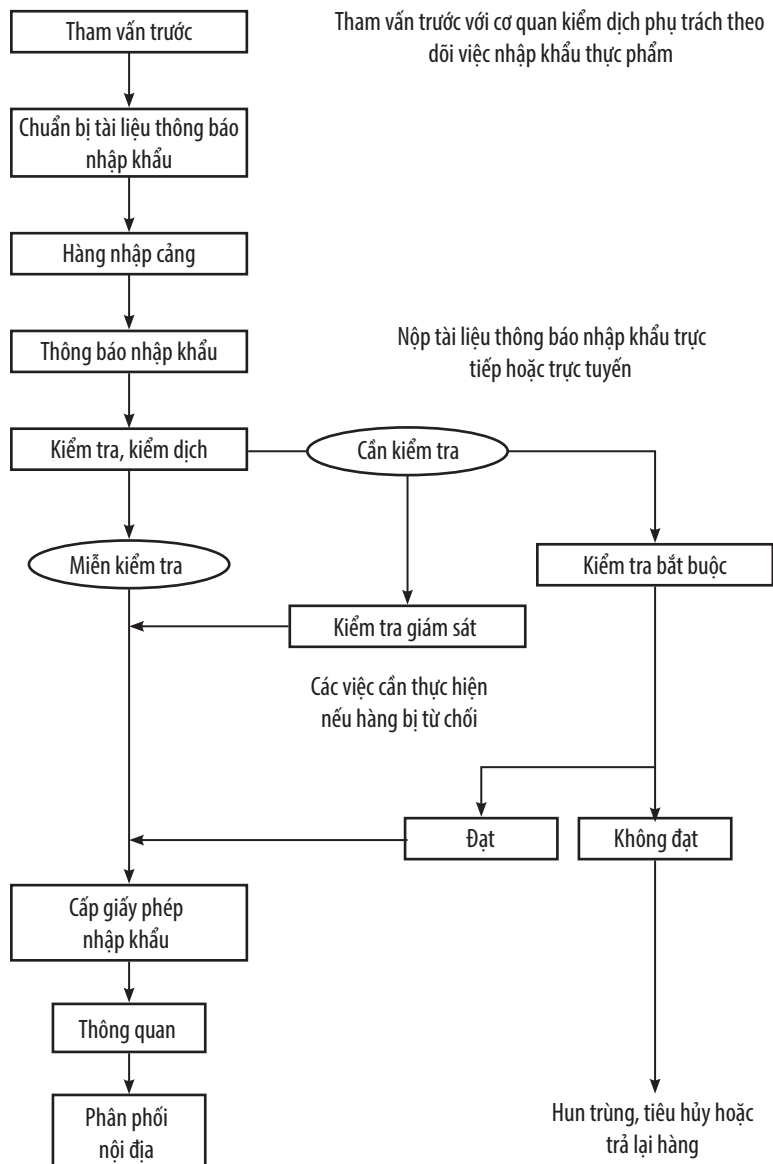 Tham vấn trước
Tham vấn trước với cơ quan kiểm dịch phụ trách theo
dõi việc nhập khẩu thực phẩm
Chuẩn bị tài liệu thông báo
nhập khẩu
Hàng nhập cảng
Thông báo nhập khẩu
Nộp tài liệu thông báo nhập khẩu trực
tiếp hoặc trực tuyến
Kiểm tra, kiểm dịch
Cần kiểm tra
Miễn kiểm tra
Kiểm tra bắt buộc
Kiểm tra giám sát
Các việc cần thực hiện
nếu hàng bị từ chối
Đạt
Không đạt
Cấp giấy phép
nhập khẩu
Thông quan
Phân phối
nội địa
Hun trùng, tiêu hủy hoặc
trả lại hàng